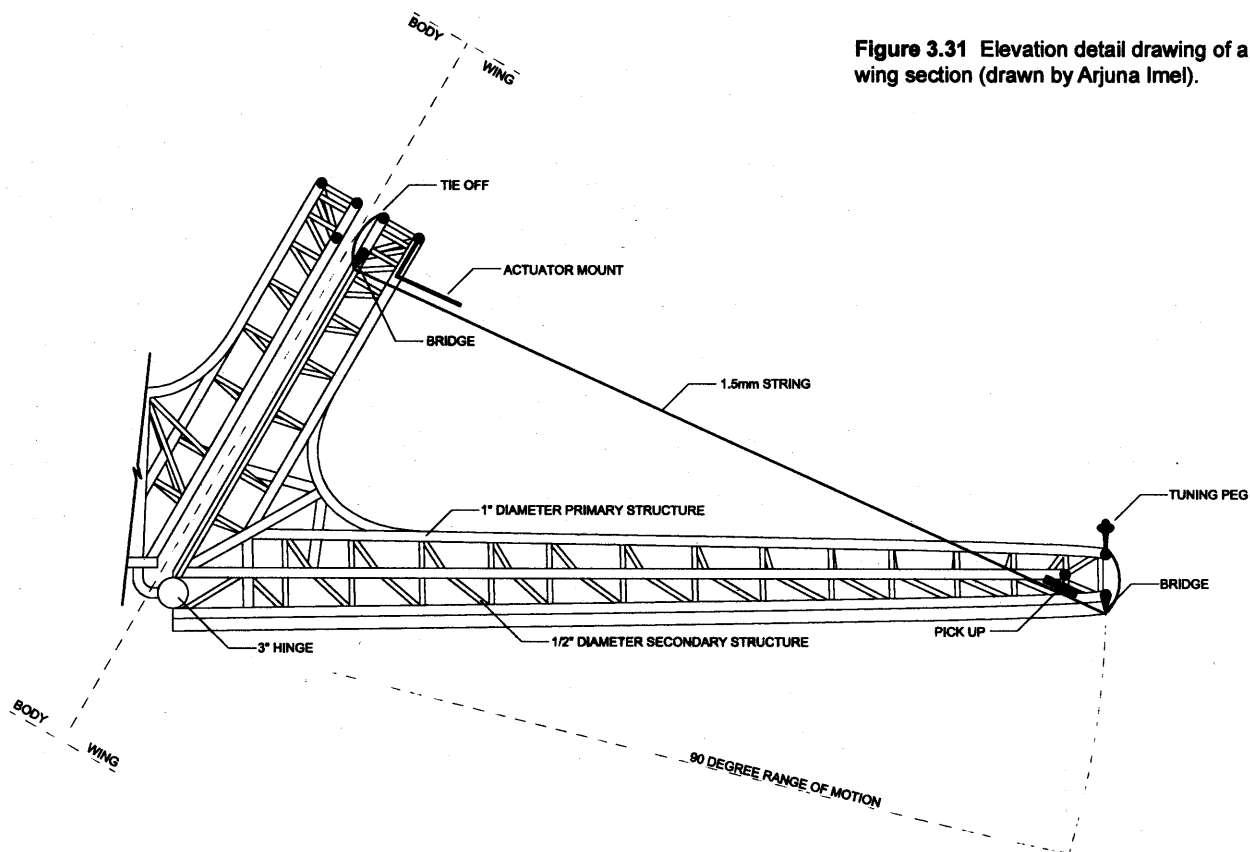 Figure 3.31 Elevation detail drawing of a
wing section (drawn by Arjuna Imel).
BODY
WING
TIE OFF
ACTUATOR MOUNT
BRIDGE
1.5mm STRING
TUNING PEG
1" DIAMETER PRIMARY STRUCTURE
BRIDGE
PICK UP
1/2" DIAMETER SECONDARY STRUCTURE
3" HINGE
BODY
WING
90 DEGREE RANGE OF MOTION